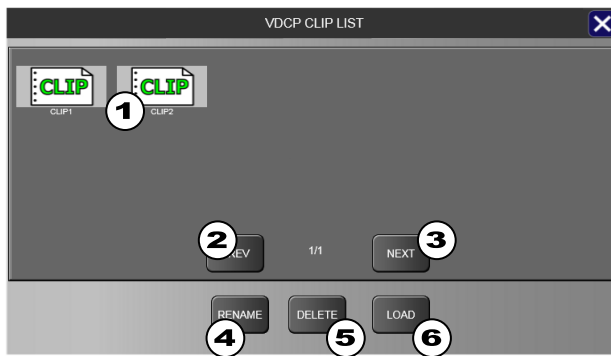 VDCP CLIP LIST
CLIP CLIP
CLIP1 CLIP2
1
2 3
1/1 NEXT
RENAME DELETE LOAD
4 5 6